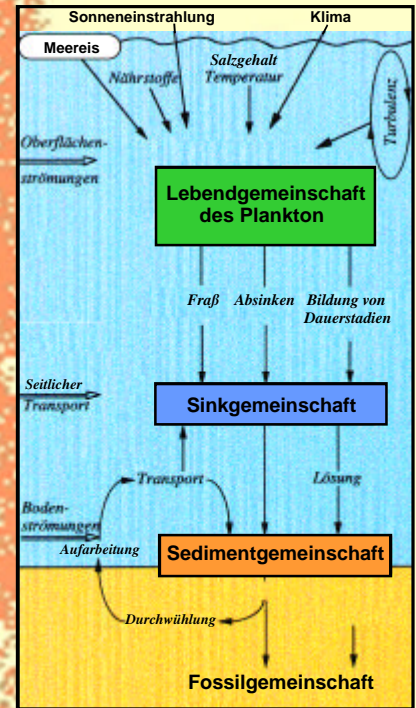 Sonneneinstrahlung
Klima
Meereis
Nährstoffe
Salzgehalt
Temperatur
Turbulenz
Oberflächen-
strömungen
Lebendgemeinschaft
des Plankton
Fraß
Absinken
Bildung von
Dauerstadien
Seitlicher
Transport
Sinkgemeinschaft
Transport
Lösung
Boden-
strömungen
Aufarbeitung
Sedimentgemeinschaft
Durchwühlung
Fossilgemeinschaft